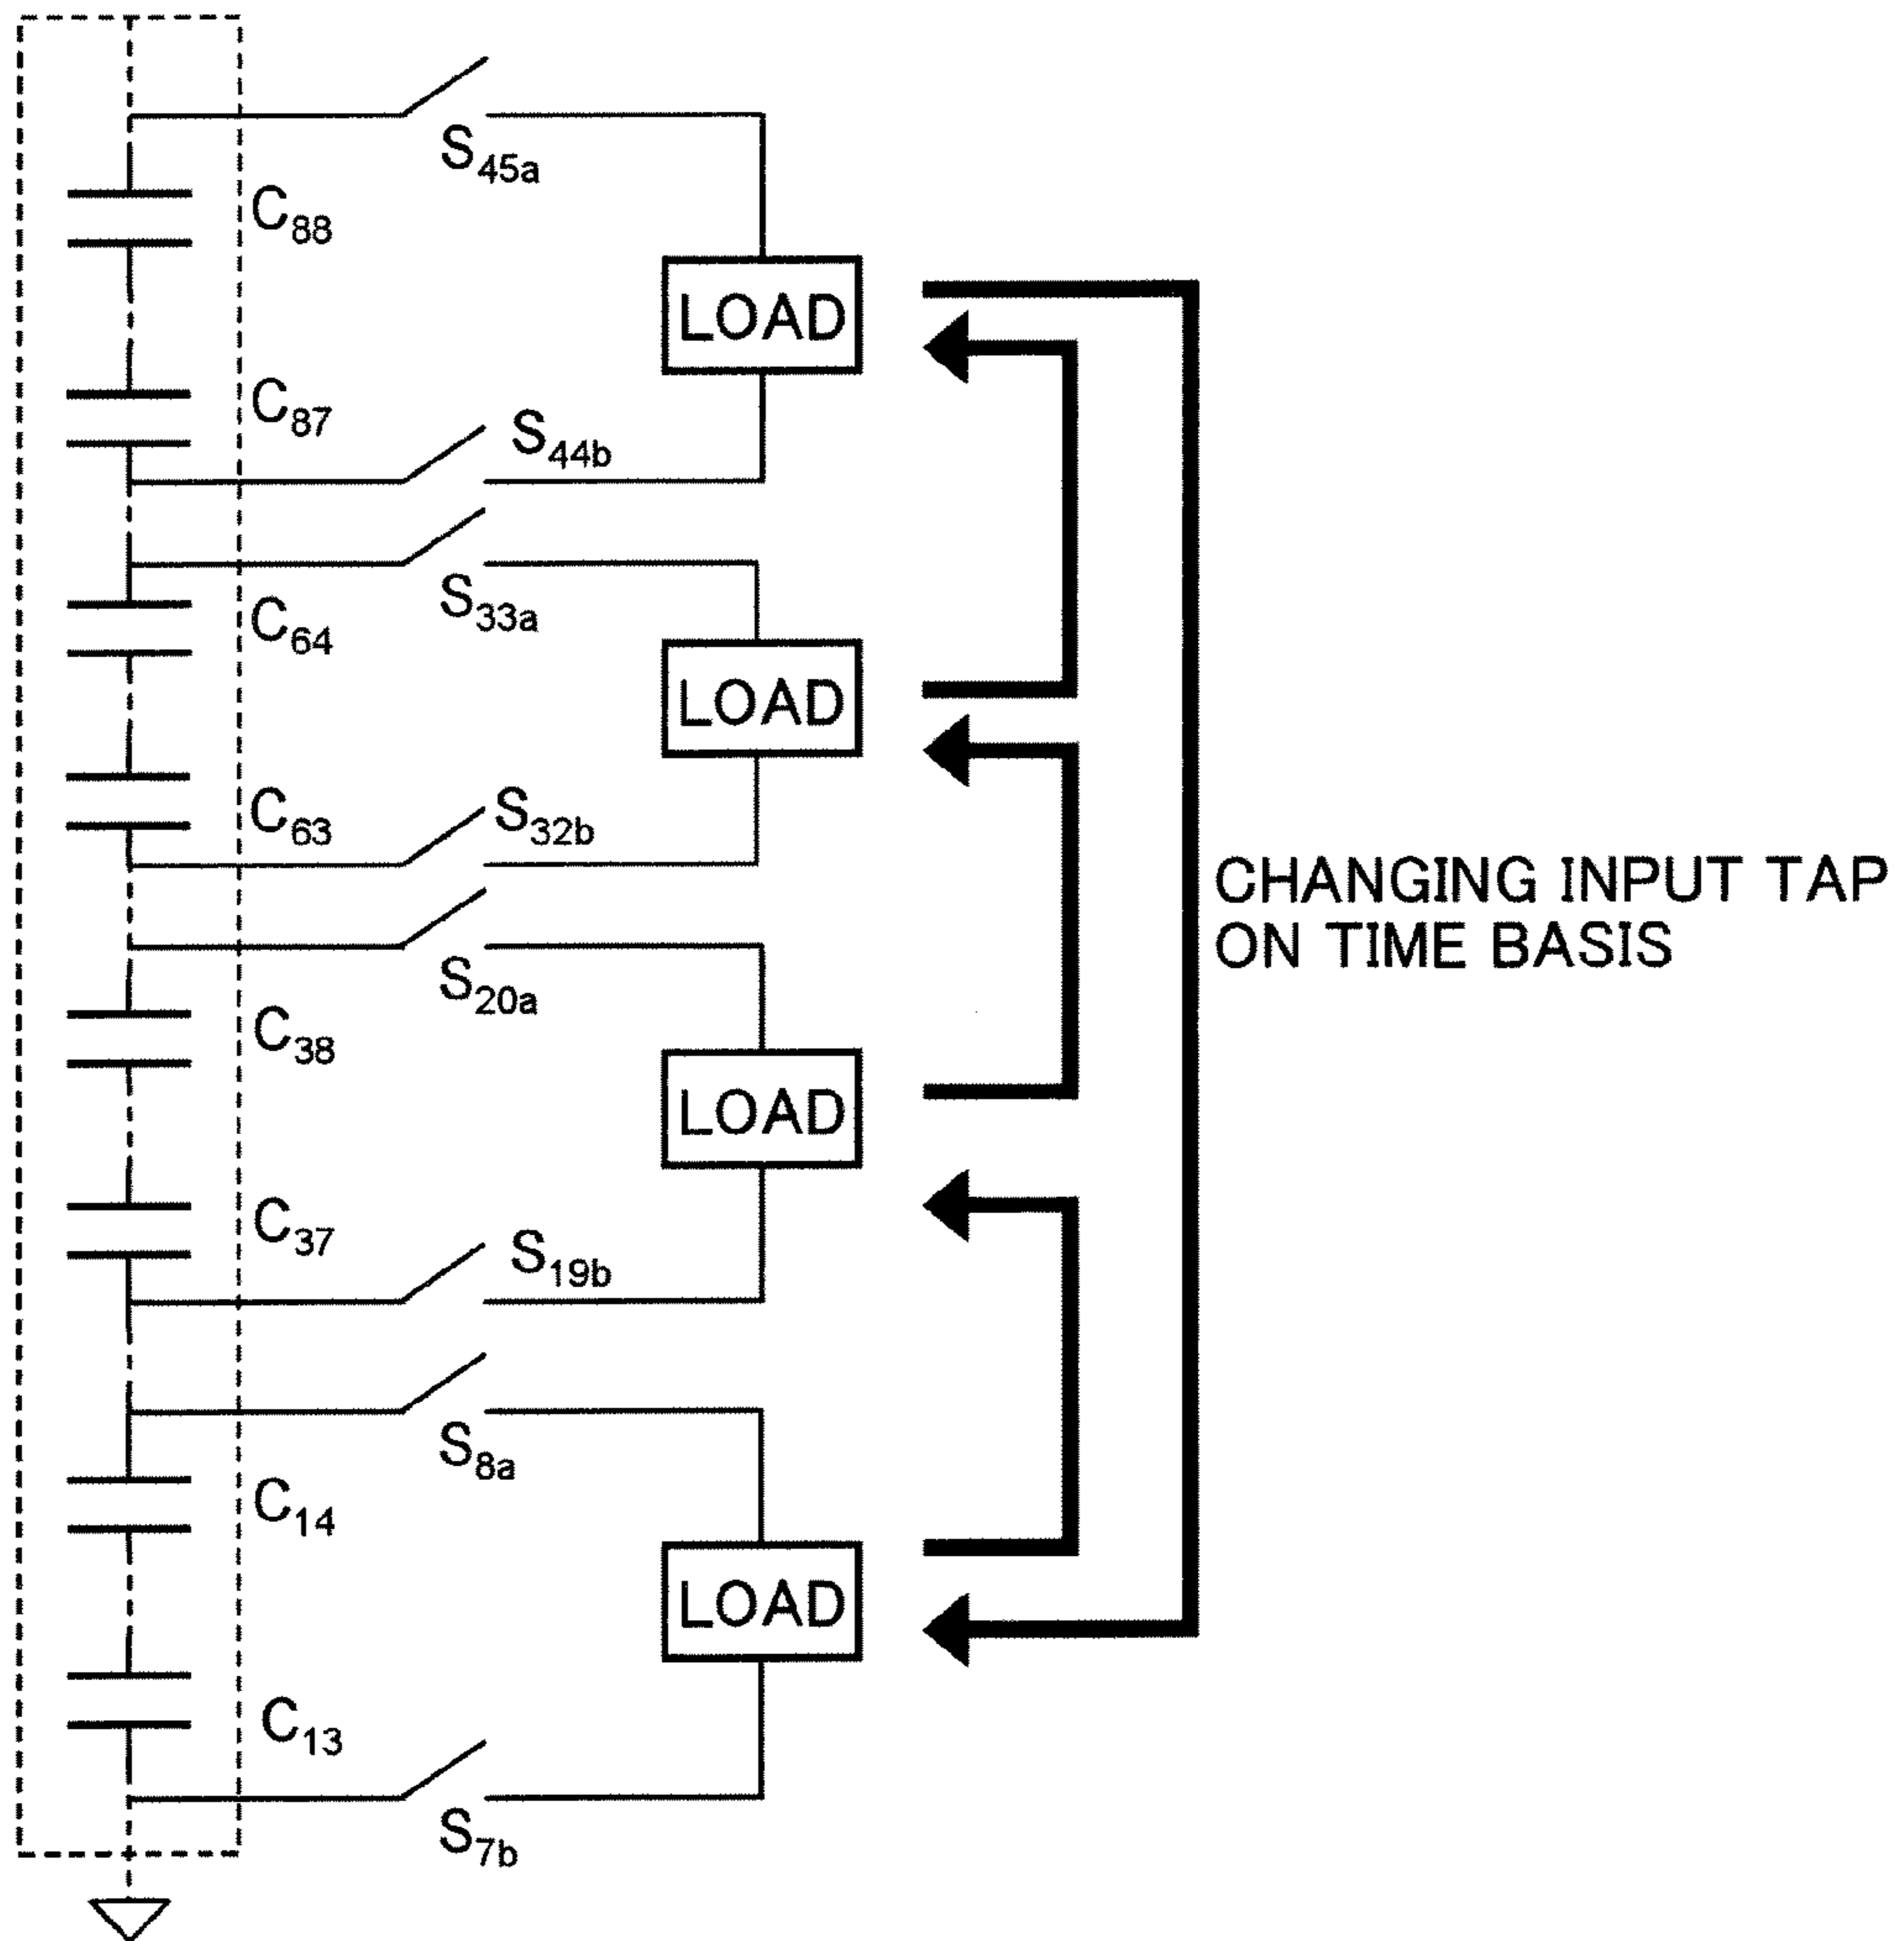 S45a
C88
LOAD
C87
S44b
S33a
C64
LOAD
C63
S32b
CHANGING INPUT TAP
ON TIME BASIS
S20a
C38
LOAD
C37
S19b
S8a
C14
LOAD
C13
S7b